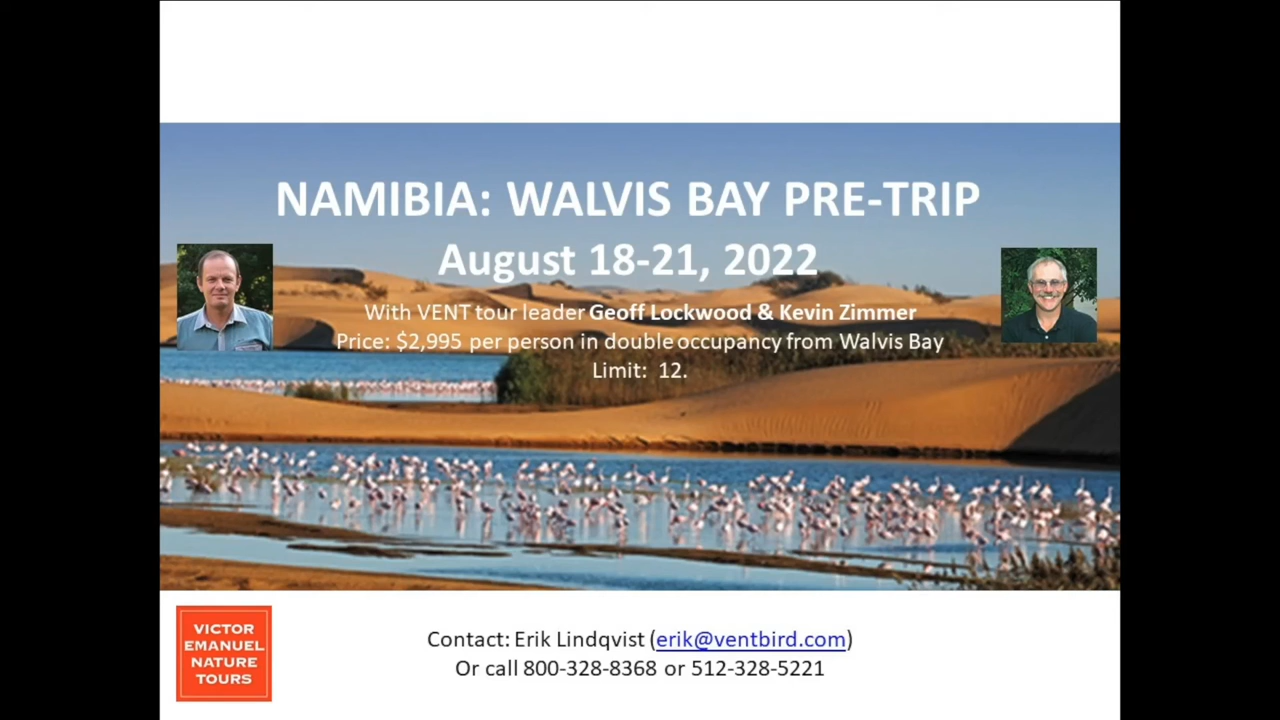 NAMIBIA: WALVIS BAY PRE-TRIP
August 18-21, 2022
With VENT tour leader Geoff Lockwood & Kevin Zimmer
Price: $2,995 per person in double occupancy from Walvis Bay
Limit: 12.
VICTOR
EMANUEL
NATURE
TOURS
Contact: Erik Lindqvist (erik@ventbird.com)
Or call 800-328-8368 or 512-328-5221